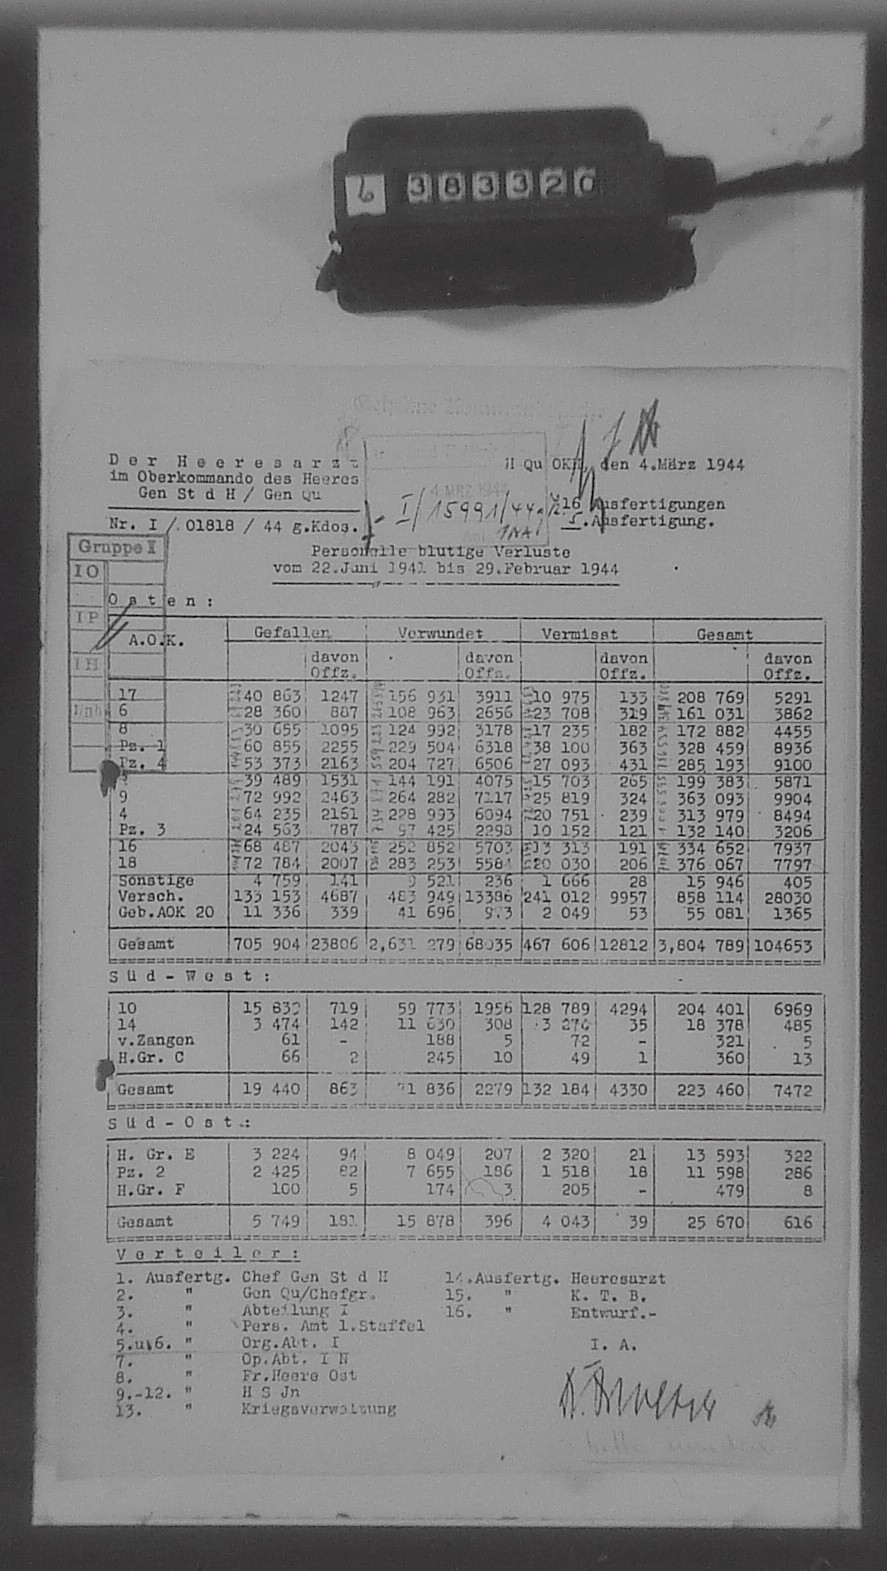 6 383320
Geheime Kommandosache
Der Heeresarzt
H Qu OKH, den 4.März 1944
im Oberkommando des Heeres
Gen St d H / Gen Qu
I/15991/44
16 Ausfertigungen
Nr. I / 01818 / 44 g.Kdos.
5.Ausfertigung.
Gruppe I
Personelle blutige Verluste
vom 22.Juni 1941 bis 29.Februar 1944
IO
Osten:
IP
A.O.K. Gefallen Verwundet Vermisst Gesamt
IH
davon davon davon davon
Offz. Offz. Offz. Offz.
17 40 863 1247 156 931 3911 10 975 133 208 769 5291
6 28 360 887 108 963 2656 23 708 319 161 031 3862
8 30 655 1095 124 992 3178 17 235 182 172 882 4455
Pz. 1 60 855 2255 229 504 6318 38 100 363 328 459 8936
Pz. 4 53 373 2163 204 727 6506 27 093 431 285 193 9100
39 489 1531 144 191 4075 15 703 265 199 383 5871
9 72 992 2463 264 282 7117 25 819 324 363 093 9904
4 64 235 2161 228 993 6094 20 751 239 313 979 8494
Pz. 3 24 563 787 97 425 2298 10 152 121 132 140 3206
16 68 487 2043 252 852 5703 13 313 191 334 652 7937
18 72 784 2007 283 253 5584 20 030 206 376 067 7797
Sonstige 4 759 141 9 521 236 1 666 28 15 946 405
Versch. 133 153 4687 483 949 13386 241 012 9957 858 114 28030
Geb.AOK 20 11 336 339 41 696 973 2 049 53 55 081 1365
Gesamt 705 904 23806 2,631 279 68035 467 606 12812 3,804 789 104653
Süd-West:
10 15 839 719 59 773 1956 128 789 4294 204 401 6969
14 3 474 142 11 630 308 3 274 35 18 378 485
v.Zangen 61 - 188 5 72 - 321 5
H.Gr. C 66 2 245 10 49 1 360 13
Gesamt 19 440 863 71 836 2279 132 184 4330 223 460 7472
Süd-Ost.:
H. Gr. E 3 224 94 8 049 207 2 320 21 13 593 322
Pz. 2 2 425 82 7 655 186 1 518 18 11 598 286
H.Gr. F 100 5 174 3 205 - 479 8
Gesamt 5 749 181 15 878 396 4 043 39 25 670 616
Verteiler:
1. Ausfertg. Chef Gen St d H 14.Ausfertg. Heeresarzt
2. " Gen Qu/Chefgr. 15. " K. T. B.
3. " Abteilung I 16. " Entwurf.-
4. " Pers. Amt 1.Staffel
5.u.6. " Org.Abt. I I. A.
7. " Op.Abt. I N
8. " Fr.Heere Ost
9.-12. " H S Jn
13. " Kriegsverwaltung